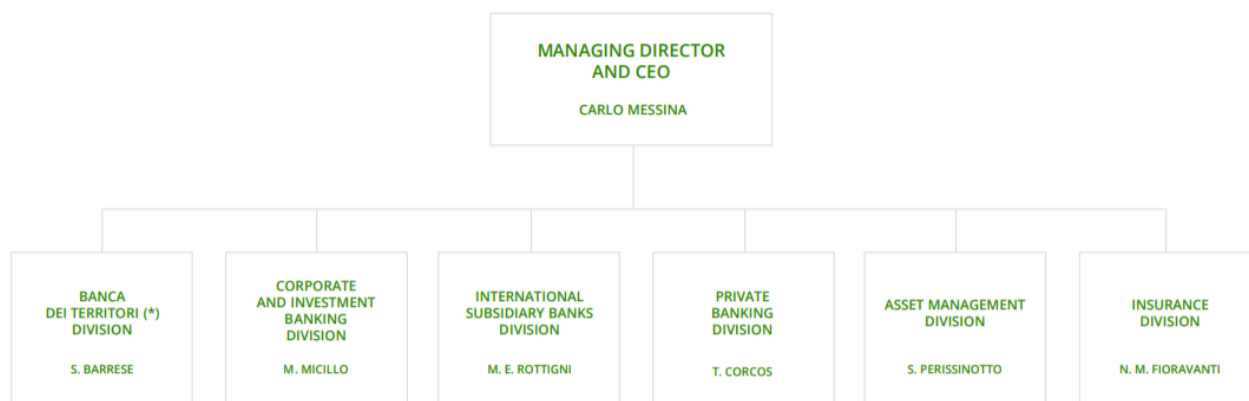 MANAGING DIRECTOR
AND CEO
CARLO MESSINA
BANCA
DEI TERRITORI (*)
DIVISION
S. BARRESE
CORPORATE
AND INVESTMENT
BANKING
DIVISION
M. MICILLO
INTERNATIONAL
SUBSIDIARY BANKS
DIVISION
M. E. ROTTIGNI
PRIVATE
BANKING
DIVISION
T. CORCOS
ASSET MANAGEMENT
DIVISION
S. PERISSINOTTO
INSURANCE
DIVISION
N. M. FIORAVANTI